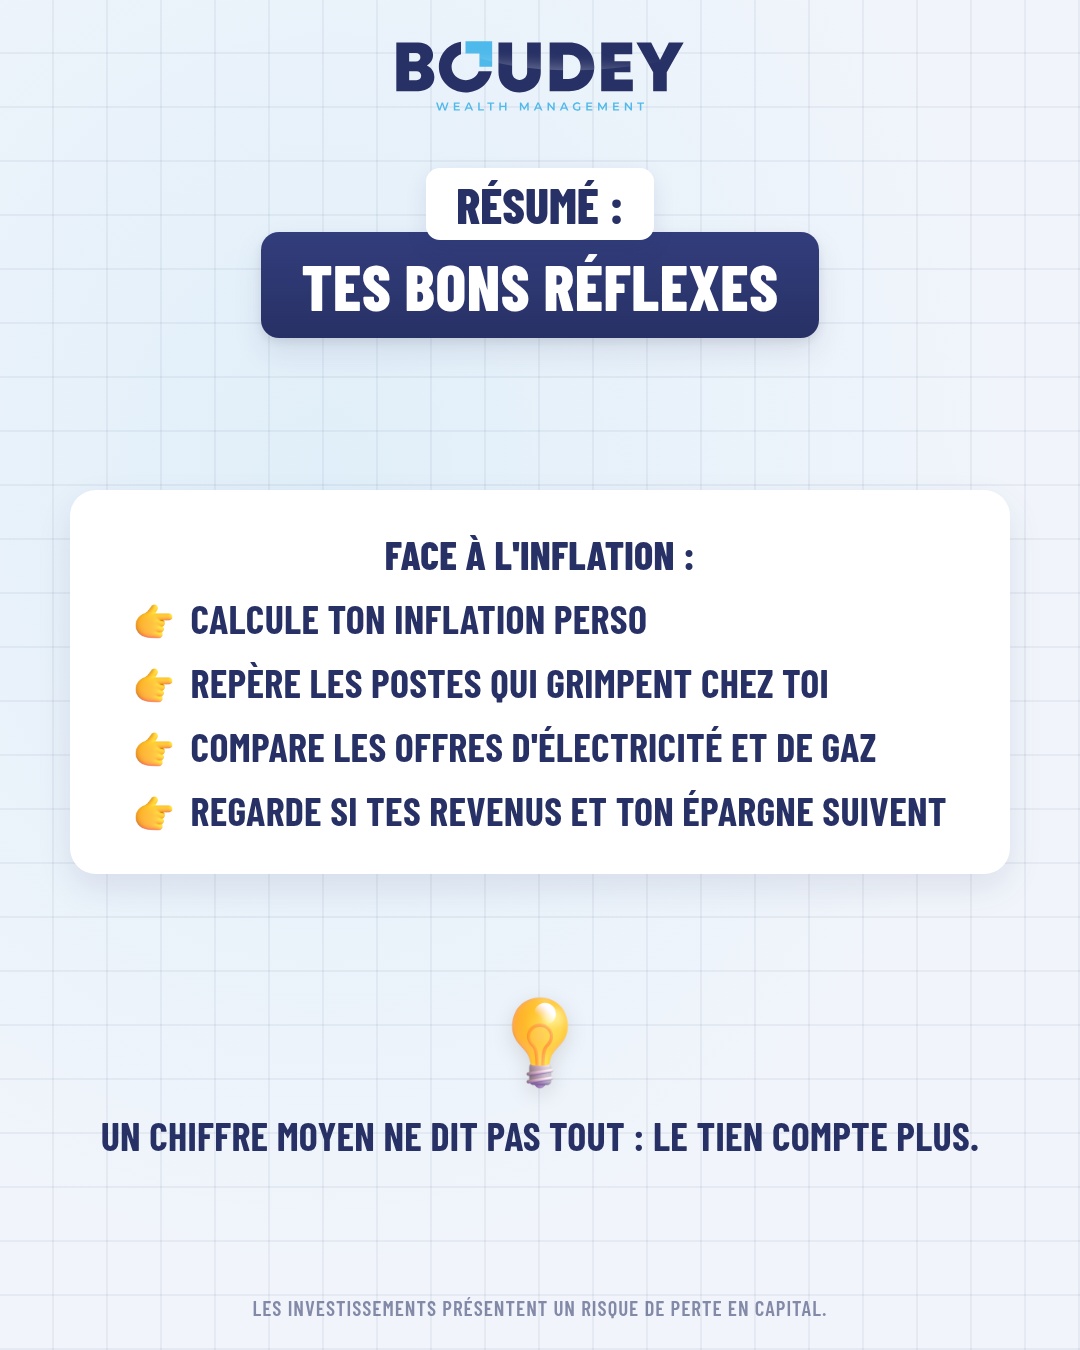 BOUDEY
WEALTH MANAGEMENT
RÉSUMÉ :
TES BONS RÉFLEXES
FACE À L'INFLATION :
👉 CALCULE TON INFLATION PERSO
👉 REPÈRE LES POSTES QUI GRIMPENT CHEZ TOI
👉 COMPARE LES OFFRES D'ÉLECTRICITÉ ET DE GAZ
👉 REGARDE SI TES REVENUS ET TON ÉPARGNE SUIVENT
UN CHIFFRE MOYEN NE DIT PAS TOUT : LE TIEN COMPTE PLUS.
LES INVESTISSEMENTS PRÉSENTENT UN RISQUE DE PERTE EN CAPITAL.